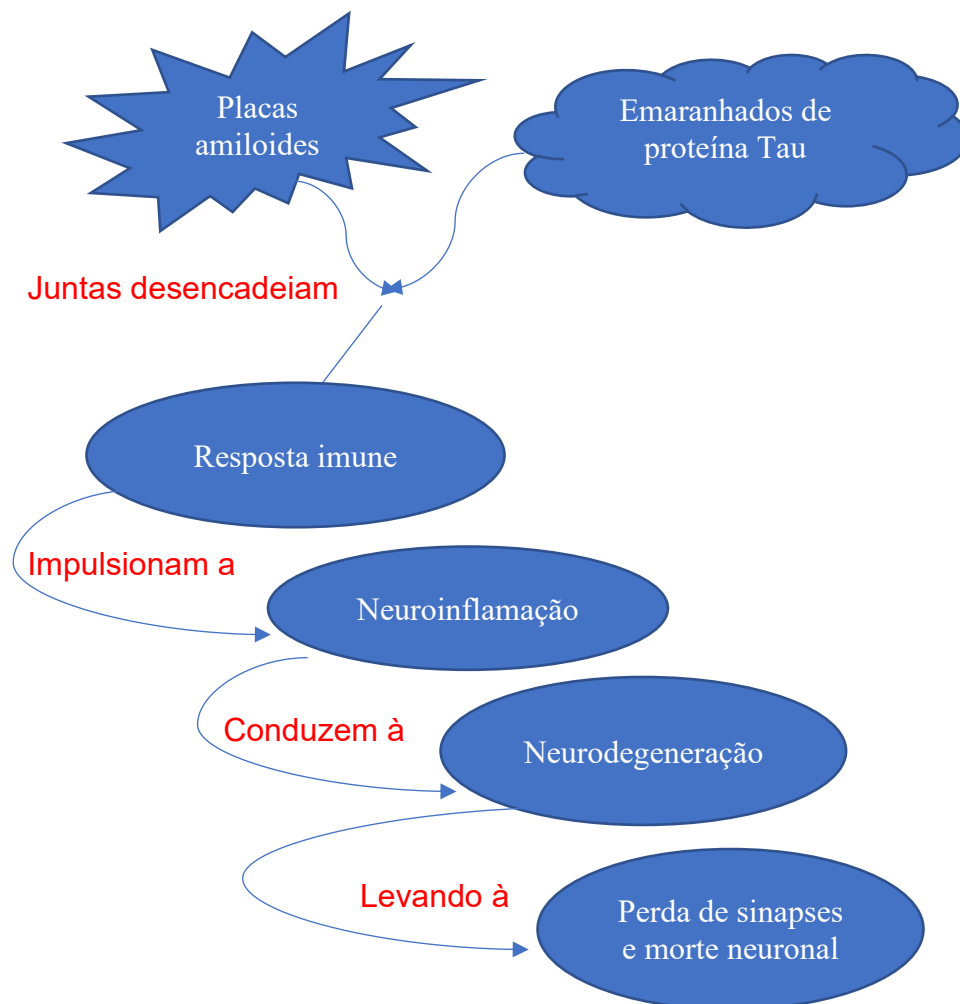 Placas
amiloides
Emaranhados de
proteína Tau
Juntas desencadeiam
Resposta imune
Impulsionam a
Neuroinflamação
Conduzem à
Neurodegeneração
Levando à
Perda de sinapses
e morte neuronal